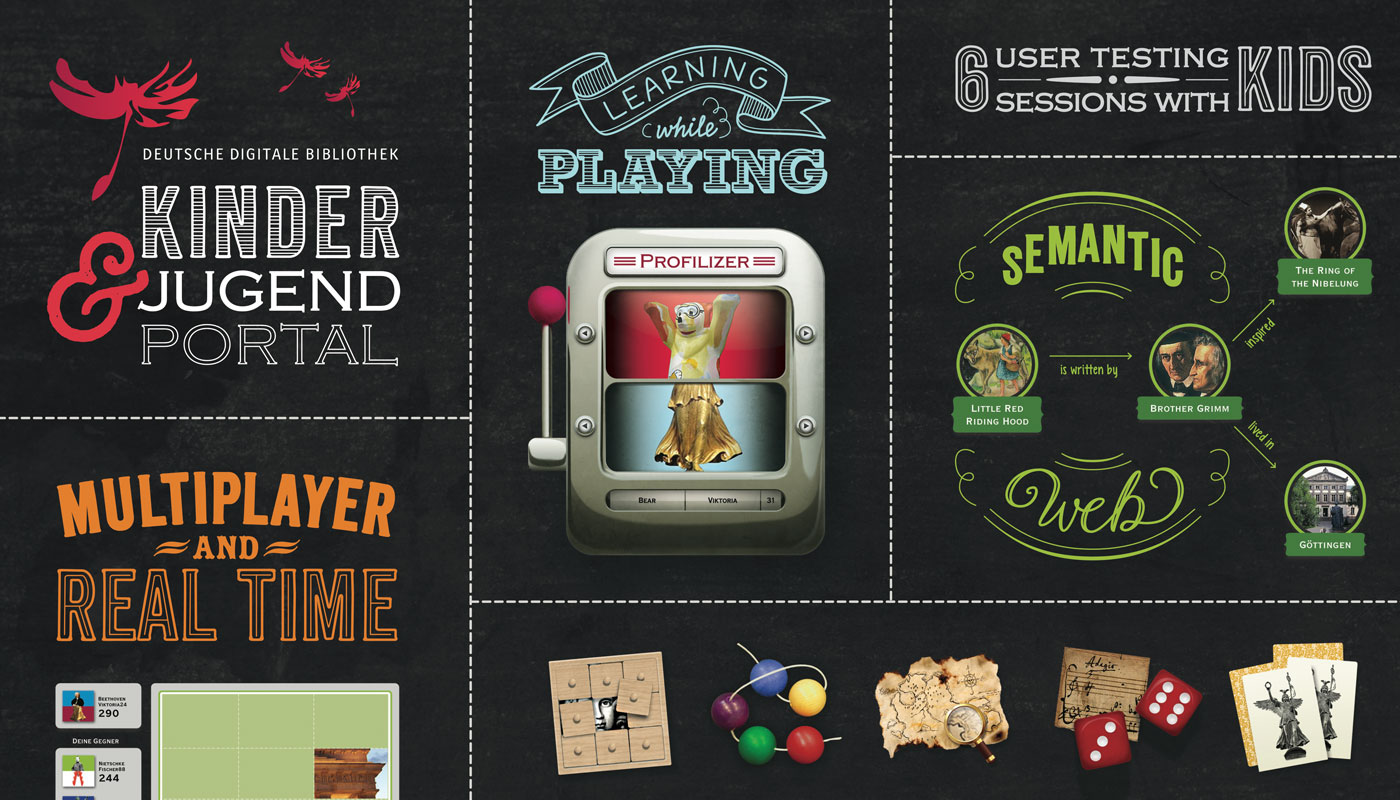 DEUTSCHE DIGITALE BIBLIOTHEK
KINDER
&
JUGEND
PORTAL
MULTIPLAYER
AND
REAL TIME
BEETHOVEN
VIKTORIA24
290
DEINE GEGNER
NIETSCHKE
FISCHER88
244
LEARNING
while
PLAYING
PROFILIZER
BEAR
VIKTORIA
31
6 USER TESTING
SESSIONS WITH KIDS
SEMANTIC
THE RING OF
THE NIBELUNG
inspired
is written by
LITTLE RED
RIDING HOOD
BROTHER GRIMM
lived in
Web
GÖTTINGEN
Adagio